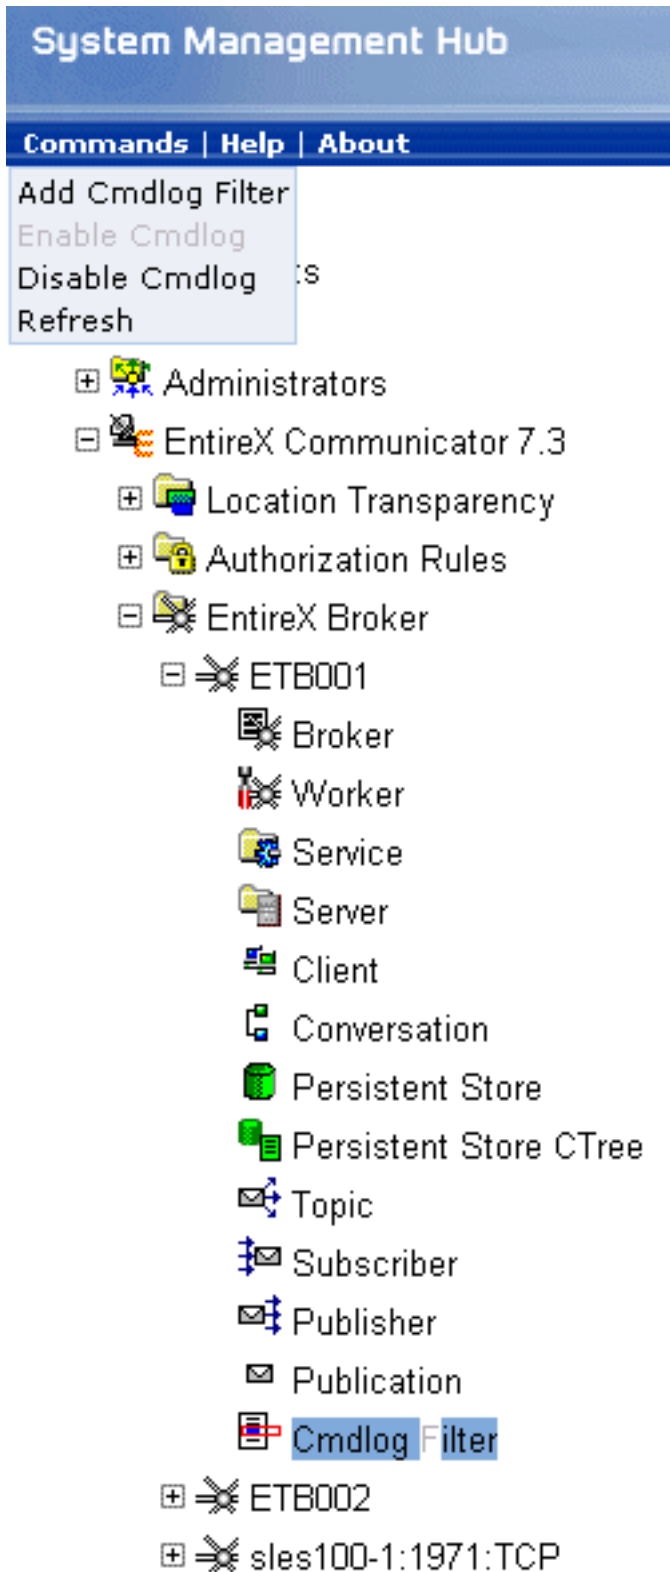 System Management Hub
Commands | Help | About
Add Cmdlog Filter
Enable Cmdlog
Disable Cmdlog
Refresh
Administrators
EntireX Communicator 7.3
Location Transparency
Authorization Rules
EntireX Broker
ETB001
Broker
Worker
Service
Server
Client
Conversation
Persistent Store
Persistent Store CTree
Topic
Subscriber
Publisher
Publication
Cmdlog Filter
ETB002
sles100-1:1971:TCP